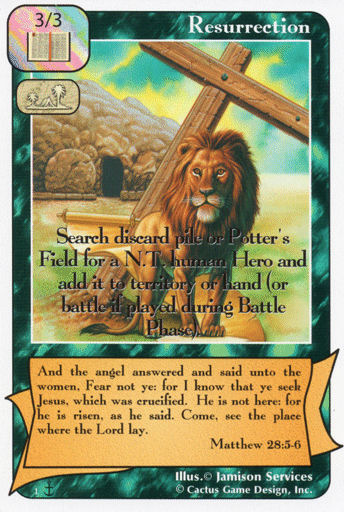 3/3
Resurrection
Search discard pile or Potter's
Field for a N.T. human Hero and
add it to territory or hand (or
battle if played during Battle
Phase).
And the angel answered and said unto the
women, Fear not ye: for I know that ye seek
Jesus, which was crucified. He is not here: for
he is risen, as he said. Come, see the place
where the Lord lay.
Matthew 28:5-6
Illus.© Jamison Services
1 © Cactus Game Design, Inc.